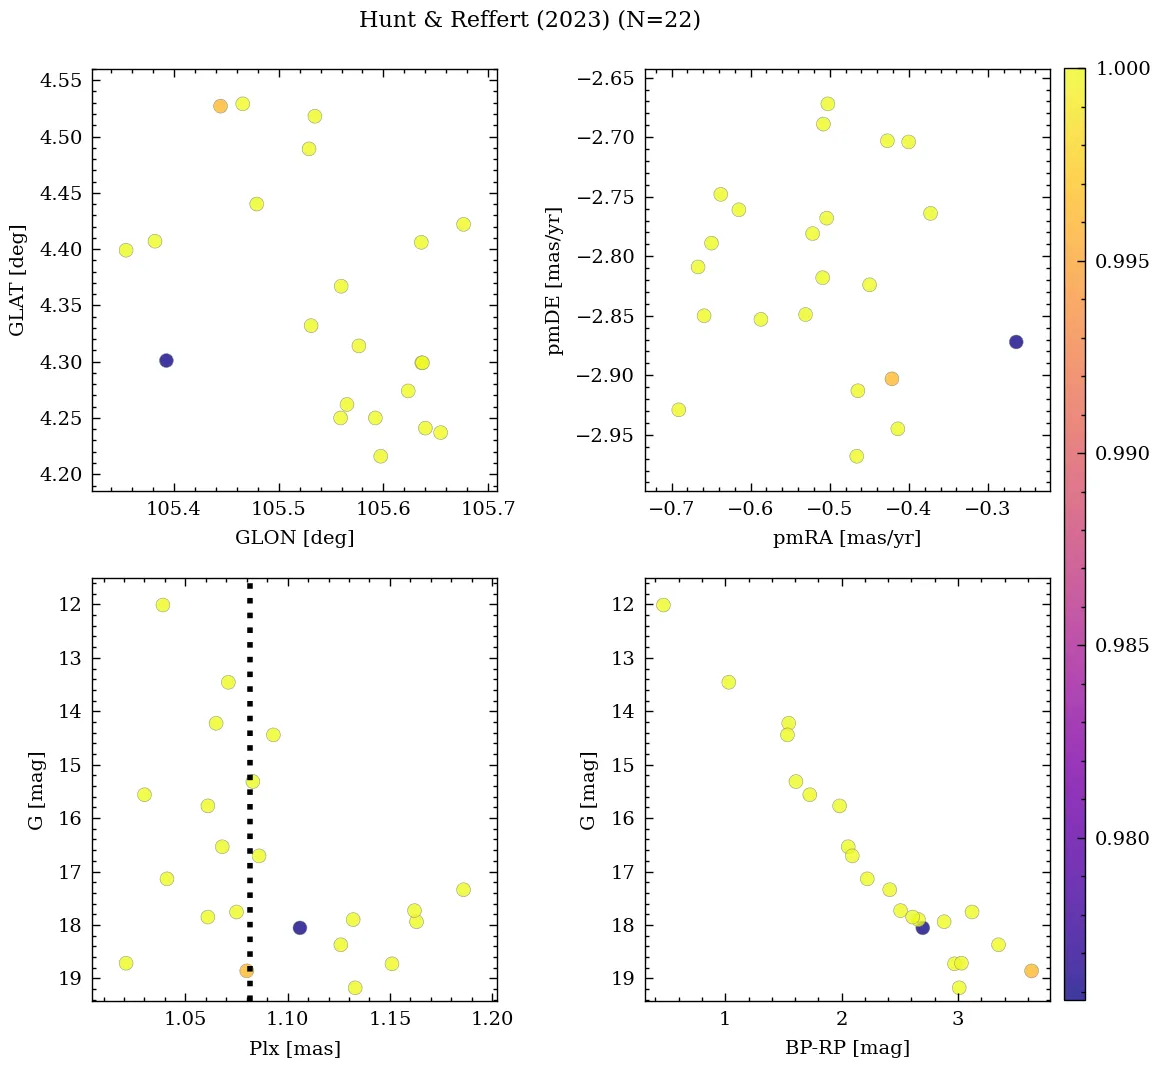 Hunt & Reffert (2023) (N=22)
4.55
4.50
4.45
4.40
4.35
4.30
4.25
4.20
GLAT [deg]
105.4 105.5 105.6 105.7
GLON [deg]
−2.65
−2.70
−2.75
−2.80
−2.85
−2.90
−2.95
pmDE [mas/yr]
−0.7 −0.6 −0.5 −0.4 −0.3
pmRA [mas/yr]
12
13
14
15
16
17
18
19
G [mag]
1.05 1.10 1.15 1.20
Plx [mas]
12
13
14
15
16
17
18
19
G [mag]
1 2 3
BP-RP [mag]
1.000
0.995
0.990
0.985
0.980